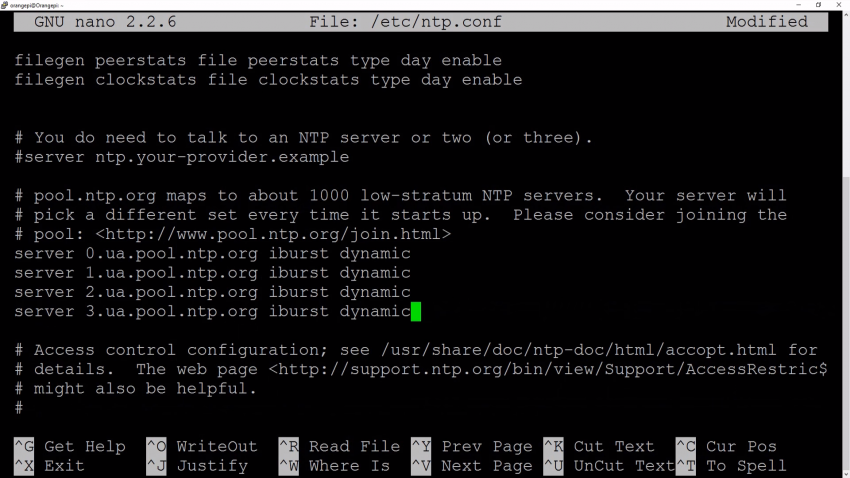 orangepi@Orangepi: ~
GNU nano 2.2.6 File: /etc/ntp.conf Modified
filegen peerstats file peerstats type day enable
filegen clockstats file clockstats type day enable
# You do need to talk to an NTP server or two (or three).
#server ntp.your-provider.example
# pool.ntp.org maps to about 1000 low-stratum NTP servers.  Your server will
# pick a different set every time it starts up.  Please consider joining the
# pool: <http://www.pool.ntp.org/join.html>
server 0.ua.pool.ntp.org iburst dynamic
server 1.ua.pool.ntp.org iburst dynamic
server 2.ua.pool.ntp.org iburst dynamic
server 3.ua.pool.ntp.org iburst dynamic
# Access control configuration; see /usr/share/doc/ntp-doc/html/accopt.html for
# details.  The web page <http://support.ntp.org/bin/view/Support/AccessRestric$
# might also be helpful.
#
^G Get Help ^O WriteOut ^R Read File ^Y Prev Page ^K Cut Text ^C Cur Pos
^X Exit ^J Justify ^W Where Is ^V Next Page ^U UnCut Text ^T To Spell